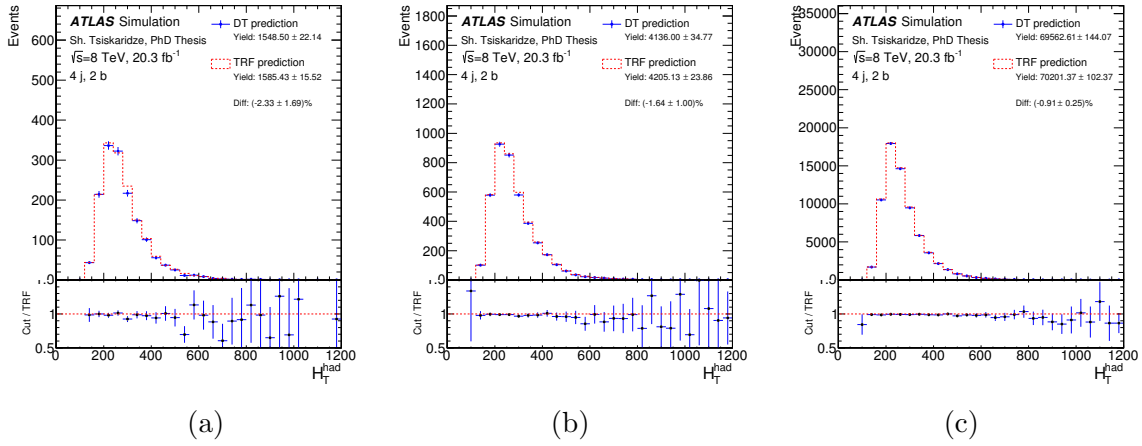 ATLAS Simulation
Sh. Tsiskaridze, PhD Thesis
√s=8 TeV, 20.3 fb⁻¹
4 j, 2 b
DT prediction
Yield: 1548.50 ± 22.14
TRF prediction
Yield: 1585.43 ± 15.52
Diff: (-2.33 ± 1.69)%
Events
600
500
400
300
200
100
0
Cut / TRF
1.5
1
0.5
0 200 400 600 800 1000 1200
H_T^had
(a)
ATLAS Simulation
Sh. Tsiskaridze, PhD Thesis
√s=8 TeV, 20.3 fb⁻¹
4 j, 2 b
DT prediction
Yield: 4136.00 ± 34.77
TRF prediction
Yield: 4205.13 ± 23.86
Diff: (-1.64 ± 1.00)%
Events
1800
1600
1400
1200
1000
800
600
400
200
0
Cut / TRF
1.5
1
0.5
0 200 400 600 800 1000 1200
H_T^had
(b)
ATLAS Simulation
Sh. Tsiskaridze, PhD Thesis
√s=8 TeV, 20.3 fb⁻¹
4 j, 2 b
DT prediction
Yield: 69562.61 ± 144.07
TRF prediction
Yield: 70201.37 ± 102.37
Diff: (-0.91 ± 0.25)%
Events
35000
30000
25000
20000
15000
10000
5000
0
Cut / TRF
1.5
1
0.5
0 200 400 600 800 1000 1200
H_T^had
(c)